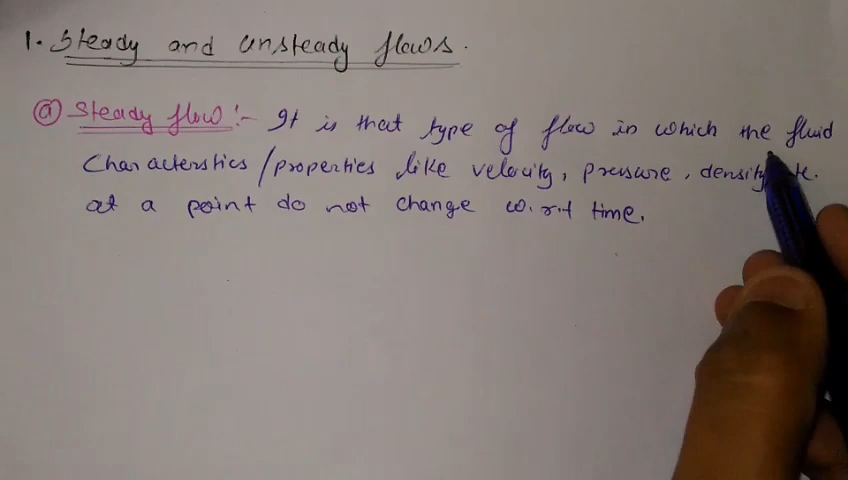 1. Steady and unsteady flows.
ⓐ Steady flow :- It is that type of flow in which the fluid
Characterstics/properties like velocity, pressure, density
at a point do not change w.r.t time.